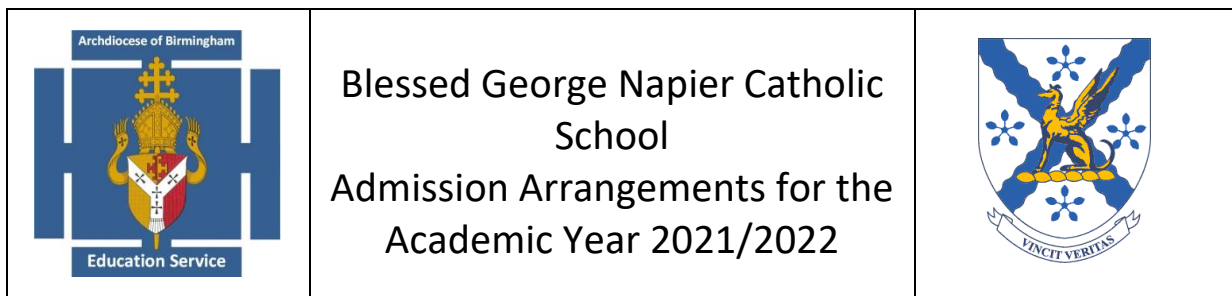 Archdiocese of Birmingham
Education Service
Blessed George Napier Catholic
School
Admission Arrangements for the
Academic Year 2021/2022
VINCIT VERITAS